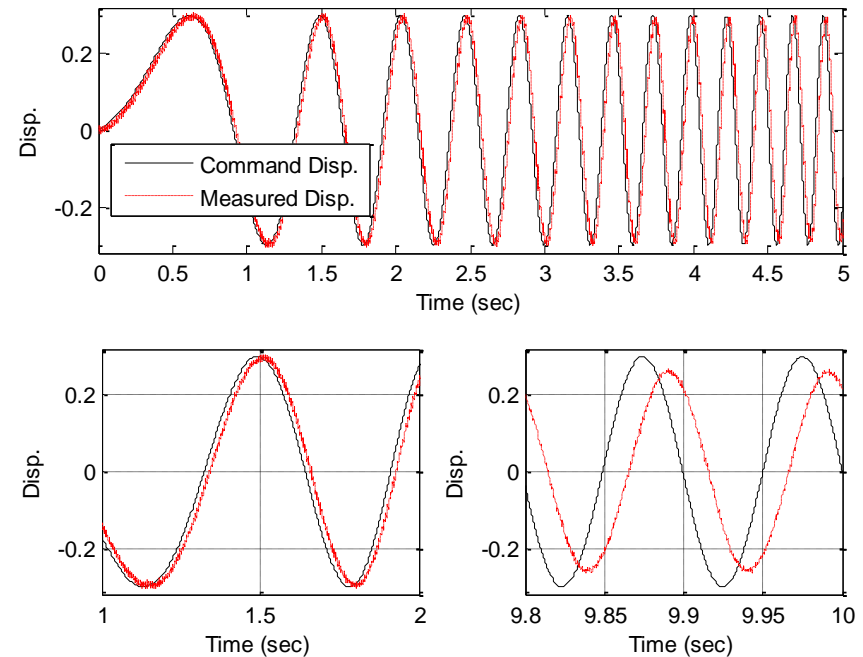 0.2
0
-0.2
Disp.
Command Disp.
Measured Disp.
0 0.5 1 1.5 2 2.5 3 3.5 4 4.5 5
Time (sec)
0.2
0
-0.2
Disp.
1 1.5 2
Time (sec)
0.2
0
-0.2
Disp.
9.8 9.85 9.9 9.95 10
Time (sec)